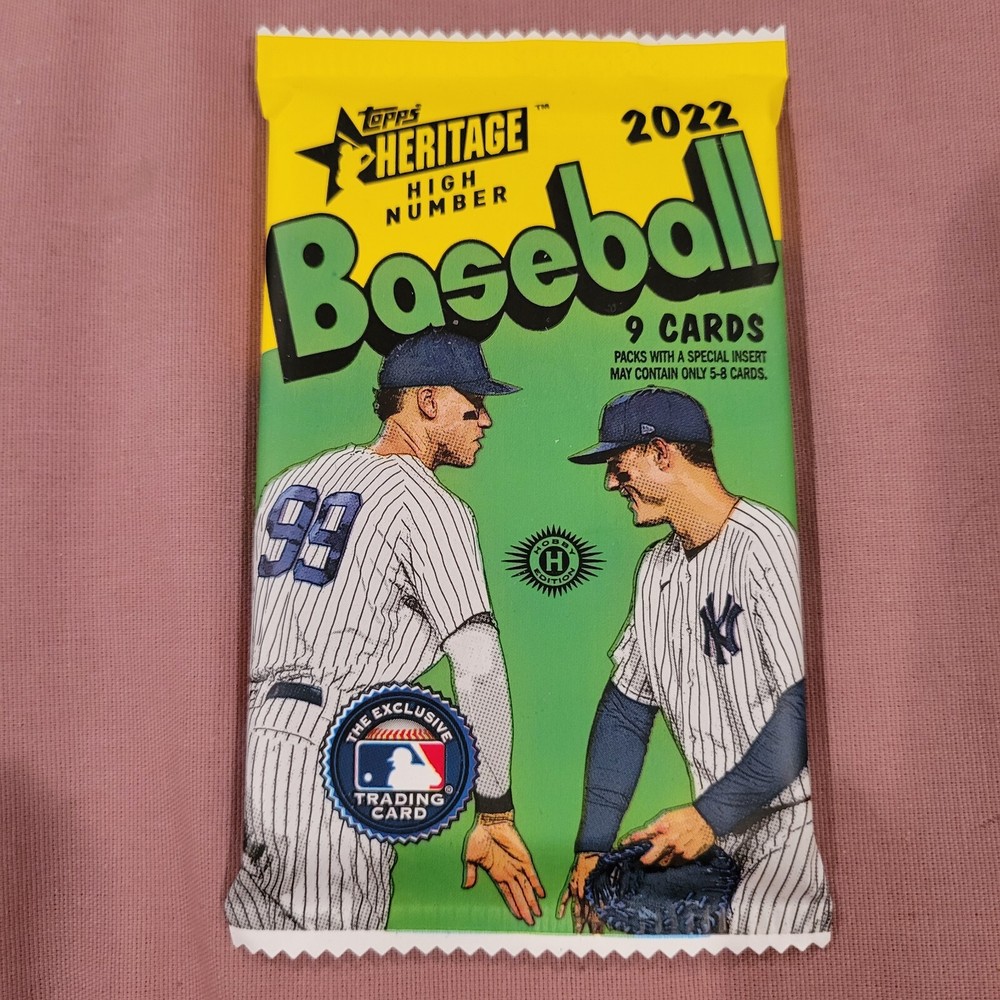 topps
HERITAGE™
HIGH
NUMBER
2022
Baseball
9 CARDS
PACKS WITH A SPECIAL INSERT
MAY CONTAIN ONLY 5-8 CARDS.
99
HOBBY
H
EDITION
NY
THE EXCLUSIVE
®
TRADING
CARD